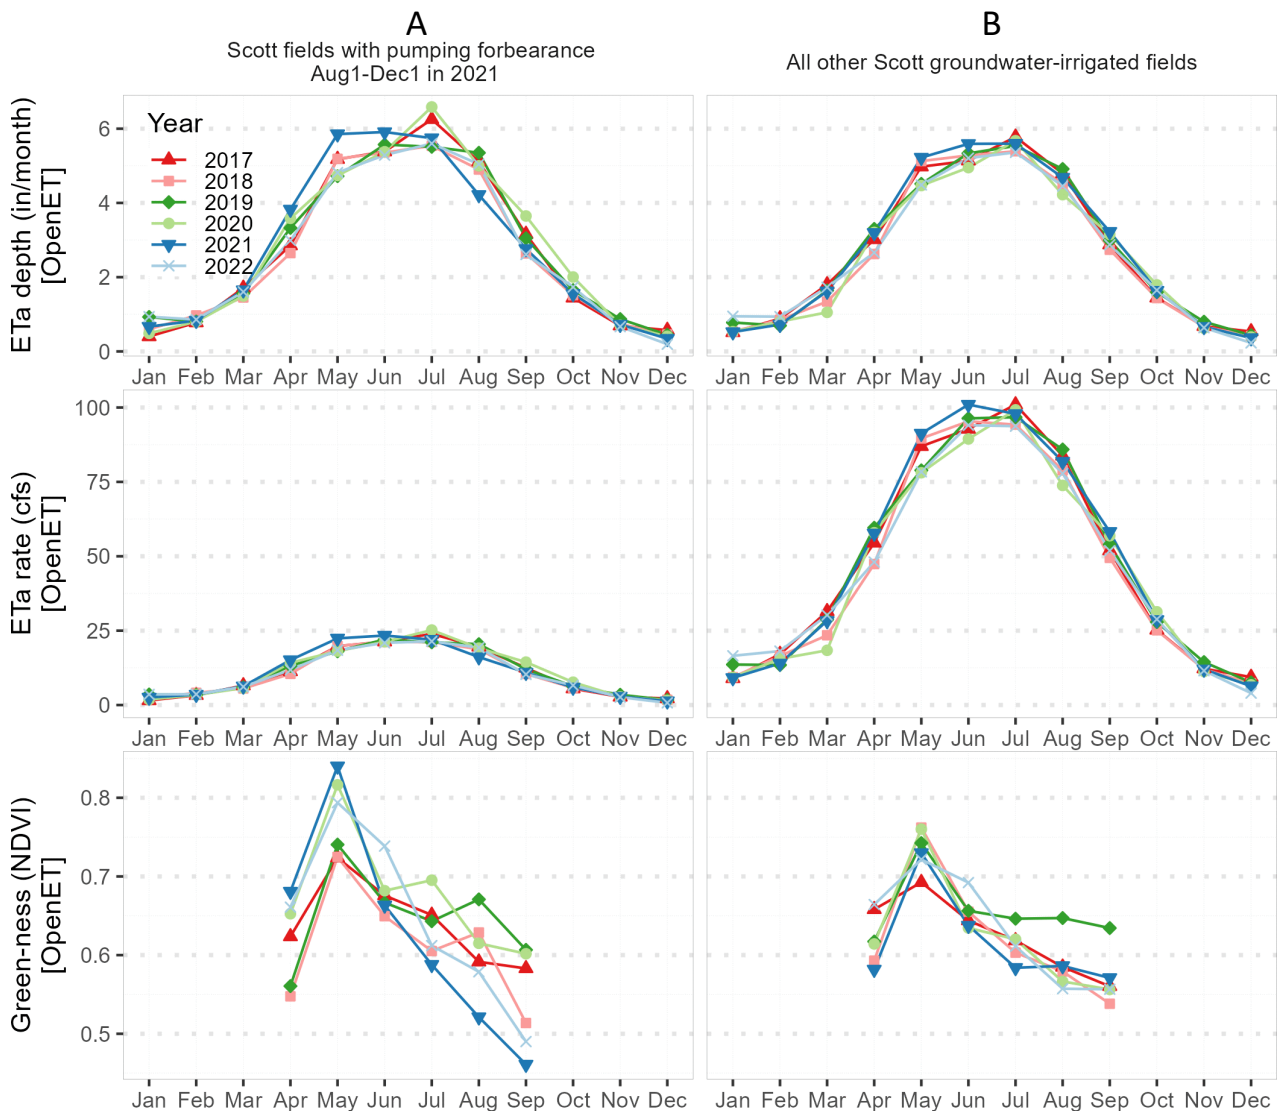 A
B
Scott fields with pumping forbearance
Aug1-Dec1 in 2021
All other Scott groundwater-irrigated fields
ETa depth (in/month)
[OpenET]
6
4
2
0
Year
2017
2018
2019
2020
2021
2022
Jan Feb Mar Apr May Jun Jul Aug Sep Oct Nov Dec
Jan Feb Mar Apr May Jun Jul Aug Sep Oct Nov Dec
ETa rate (cfs)
[OpenET]
100
75
50
25
0
Jan Feb Mar Apr May Jun Jul Aug Sep Oct Nov Dec
Jan Feb Mar Apr May Jun Jul Aug Sep Oct Nov Dec
Green-ness (NDVI)
[OpenET]
0.8
0.7
0.6
0.5
Jan Feb Mar Apr May Jun Jul Aug Sep Oct Nov Dec
Jan Feb Mar Apr May Jun Jul Aug Sep Oct Nov Dec